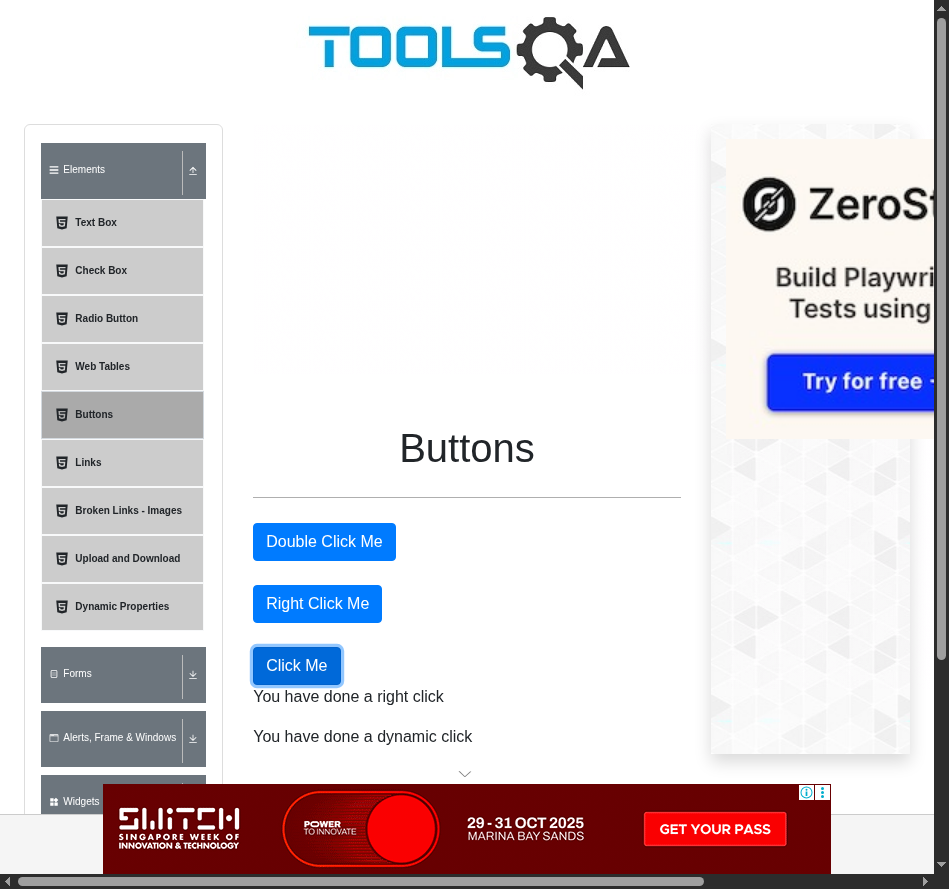 TOOLSQA
Elements
Text Box
Check Box
Radio Button
Web Tables
Buttons
Links
Broken Links - Images
Upload and Download
Dynamic Properties
Forms
Alerts, Frame & Windows
Widgets
Buttons
Double Click Me
Right Click Me
Click Me
You have done a right click
You have done a dynamic click
ZeroSt
Build Playwri
Tests using
Try for free
SWITCH
SINGAPORE WEEK OF
INNOVATION & TECHNOLOGY
POWER
TO INNOVATE
29 - 31 OCT 2025
MARINA BAY SANDS
GET YOUR PASS